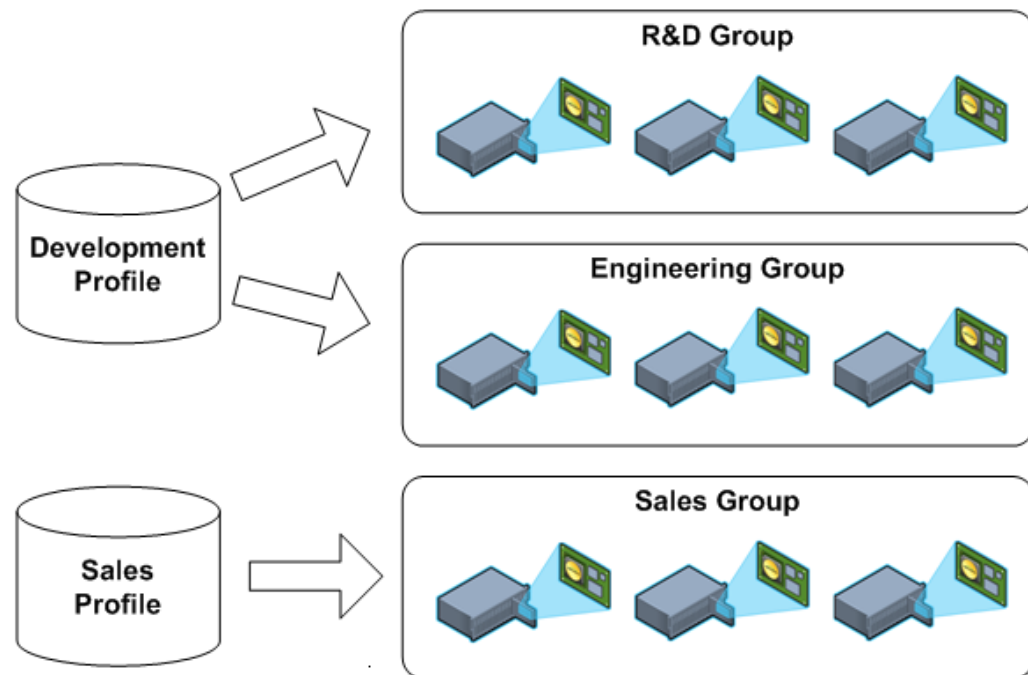 R&D Group
Development
Profile
Engineering Group
Sales Group
Sales
Profile